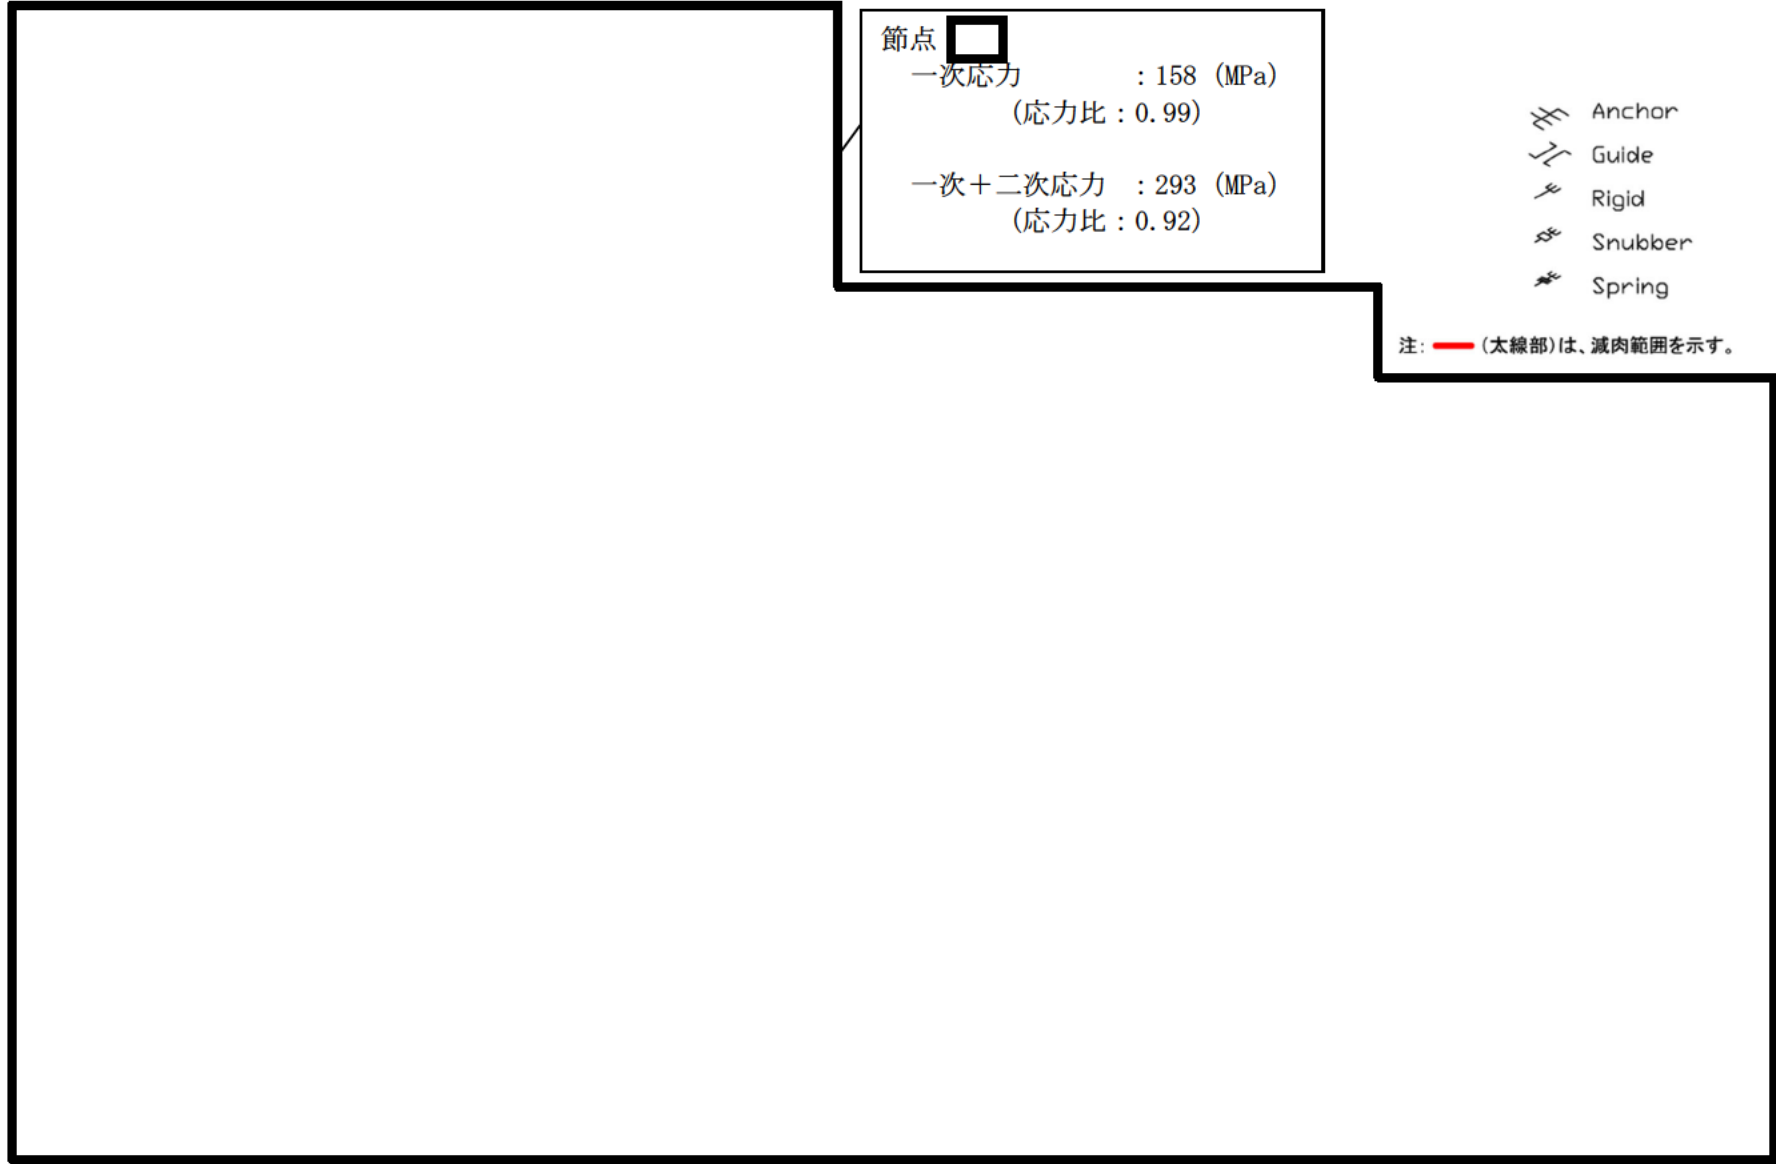 節点
一次応力 : 158 (MPa)
(応力比 : 0.99)
一次＋二次応力 : 293 (MPa)
(応力比 : 0.92)
Anchor
Guide
Rigid
Snubber
Spring
注: (太線部)は、減肉範囲を示す。